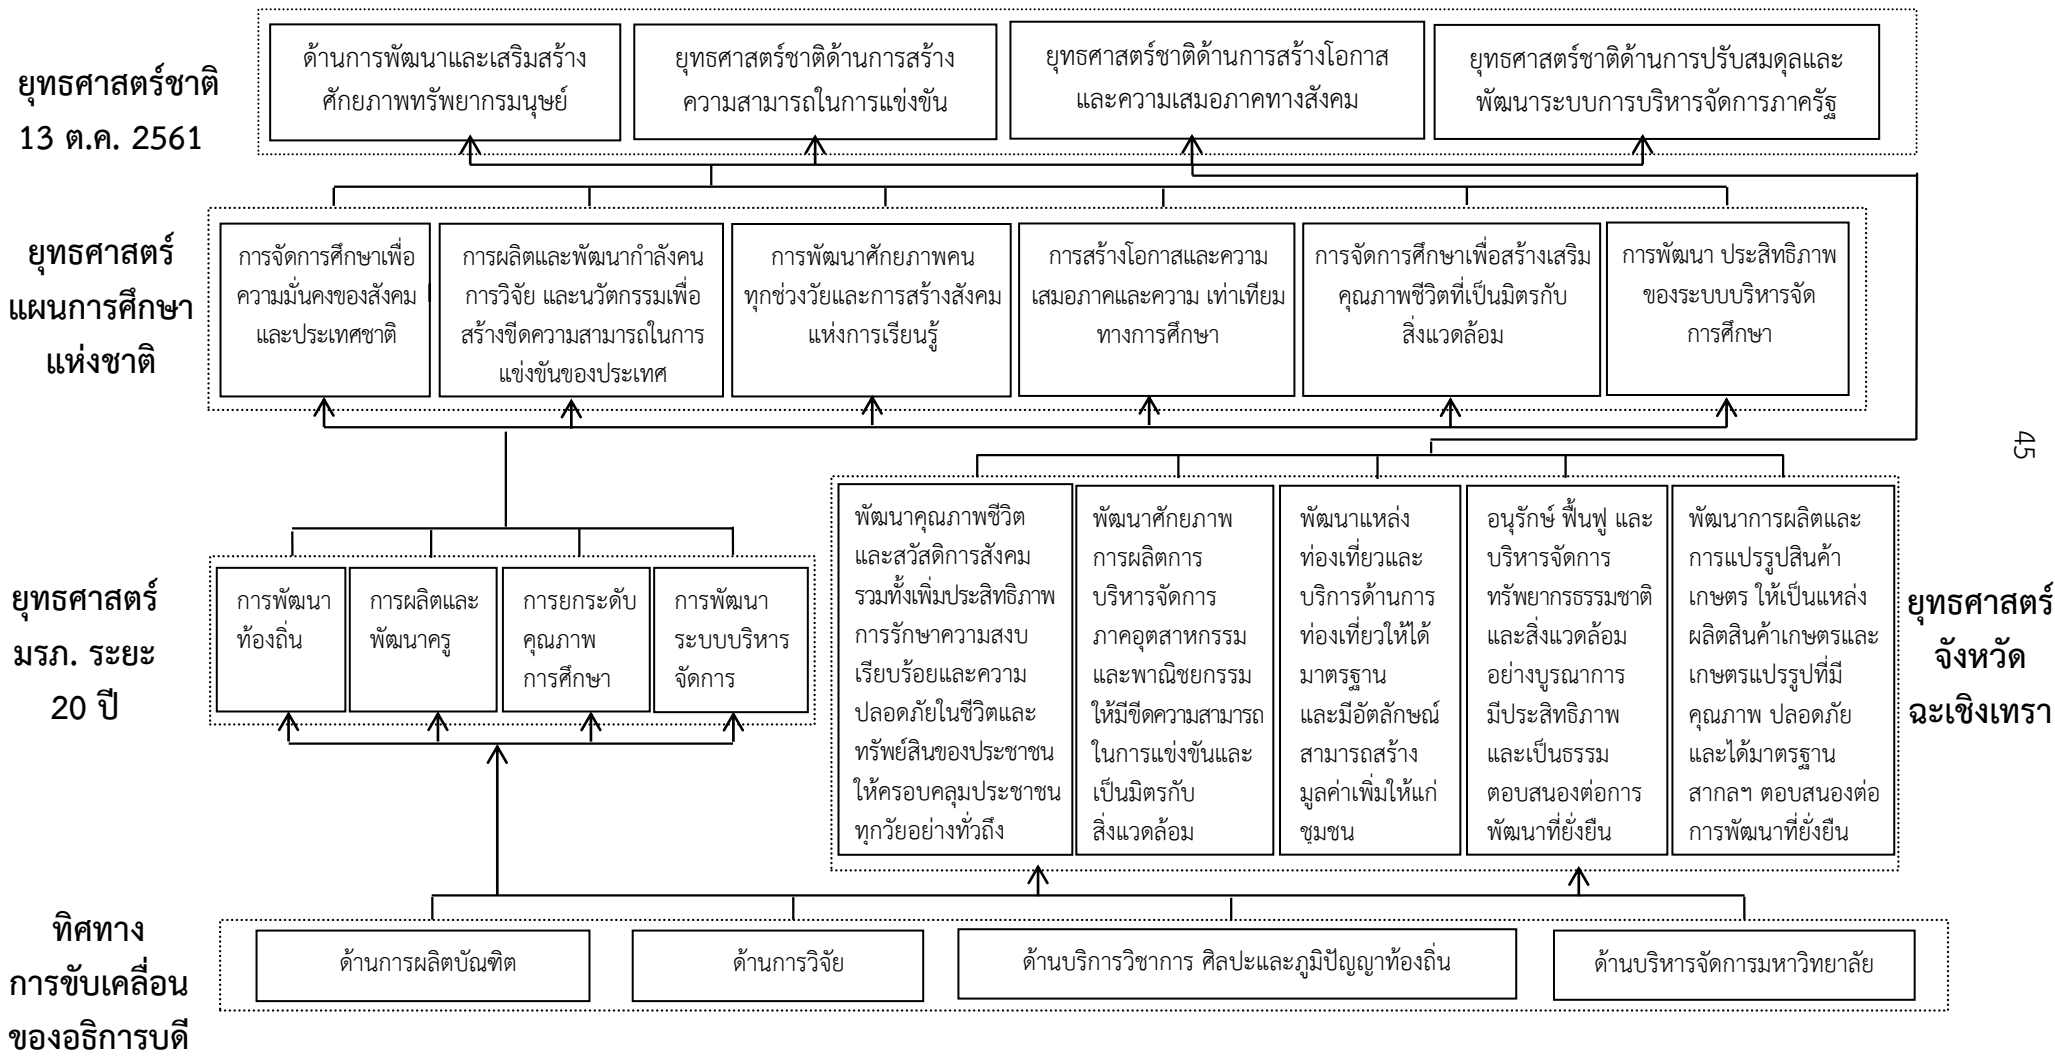 ยุทธศาสตร์ชาติ
13 ต.ค. 2561
ด้านการพัฒนาและเสริมสร้าง
ศักยภาพทรัพยากรมนุษย์
ยุทธศาสตร์ชาติด้านการสร้าง
ความสามารถในการแข่งขัน
ยุทธศาสตร์ชาติด้านการสร้างโอกาส
และความเสมอภาคทางสังคม
ยุทธศาสตร์ชาติด้านการปรับสมดุลและ
พัฒนาระบบการบริหารจัดการภาครัฐ
ยุทธศาสตร์
แผนการศึกษา
แห่งชาติ
การจัดการศึกษาเพื่อ
ความมั่นคงของสังคม
และประเทศชาติ
การผลิตและพัฒนากำลังคน
การวิจัย และนวัตกรรมเพื่อ
สร้างขีดความสามารถในการ
แข่งขันของประเทศ
การพัฒนาศักยภาพคน
ทุกช่วงวัยและการสร้างสังคม
แห่งการเรียนรู้
การสร้างโอกาสและความ
เสมอภาคและความ เท่าเทียม
ทางการศึกษา
การจัดการศึกษาเพื่อสร้างเสริม
คุณภาพชีวิตที่เป็นมิตรกับ
สิ่งแวดล้อม
การพัฒนา ประสิทธิภาพ
ของระบบบริหารจัด
การศึกษา
45
ยุทธศาสตร์
มรภ. ระยะ
20 ปี
การพัฒนา
ท้องถิ่น
การผลิตและ
พัฒนาครู
การยกระดับ
คุณภาพ
การศึกษา
การพัฒนา
ระบบบริหาร
จัดการ
พัฒนาคุณภาพชีวิต
และสวัสดิการสังคม
รวมทั้งเพิ่มประสิทธิภาพ
การรักษาความสงบ
เรียบร้อยและความ
ปลอดภัยในชีวิตและ
ทรัพย์สินของประชาชน
ให้ครอบคลุมประชาชน
ทุกวัยอย่างทั่วถึง
พัฒนาศักยภาพ
การผลิตการ
บริหารจัดการ
ภาคอุตสาหกรรม
และพาณิชยกรรม
ให้มีขีดความสามารถ
ในการแข่งขันและ
เป็นมิตรกับ
สิ่งแวดล้อม
พัฒนาแหล่ง
ท่องเที่ยวและ
บริการด้านการ
ท่องเที่ยวให้ได้
มาตรฐาน
และมีอัตลักษณ์
สามารถสร้าง
มูลค่าเพิ่มให้แก่
ชุมชน
อนุรักษ์ ฟื้นฟู และ
บริหารจัดการ
ทรัพยากรธรรมชาติ
และสิ่งแวดล้อม
อย่างบูรณาการ
มีประสิทธิภาพ
และเป็นธรรม
ตอบสนองต่อการ
พัฒนาที่ยั่งยืน
พัฒนาการผลิตและ
การแปรรูปสินค้า
เกษตร ให้เป็นแหล่ง
ผลิตสินค้าเกษตรและ
เกษตรแปรรูปที่มี
คุณภาพ ปลอดภัย
และได้มาตรฐาน
สากลฯ ตอบสนองต่อ
การพัฒนาที่ยั่งยืน
ยุทธศาสตร์
จังหวัด
ฉะเชิงเทรา
ทิศทาง
การขับเคลื่อน
ของอธิการบดี
ด้านการผลิตบัณฑิต
ด้านการวิจัย
ด้านบริการวิชาการ ศิลปะและภูมิปัญญาท้องถิ่น
ด้านบริหารจัดการมหาวิทยาลัย